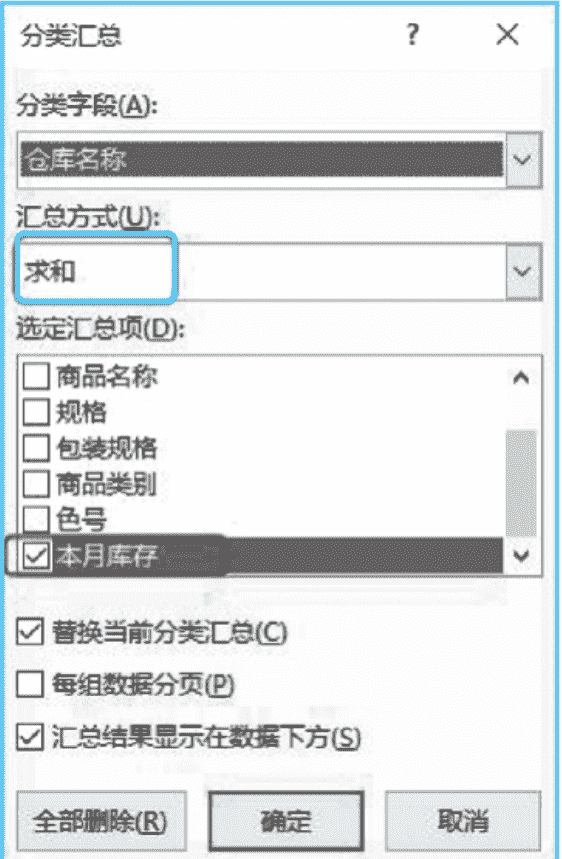 分类汇总 ?
分类字段(A):
仓库名称
汇总方式(U):
求和
选定汇总项(D):
商品名称
规格
包装规格
商品类别
色号
本月库存
替换当前分类汇总(C)
每组数据分页(P)
汇总结果显示在数据下方(S)
全部删除(R) 确定 取消